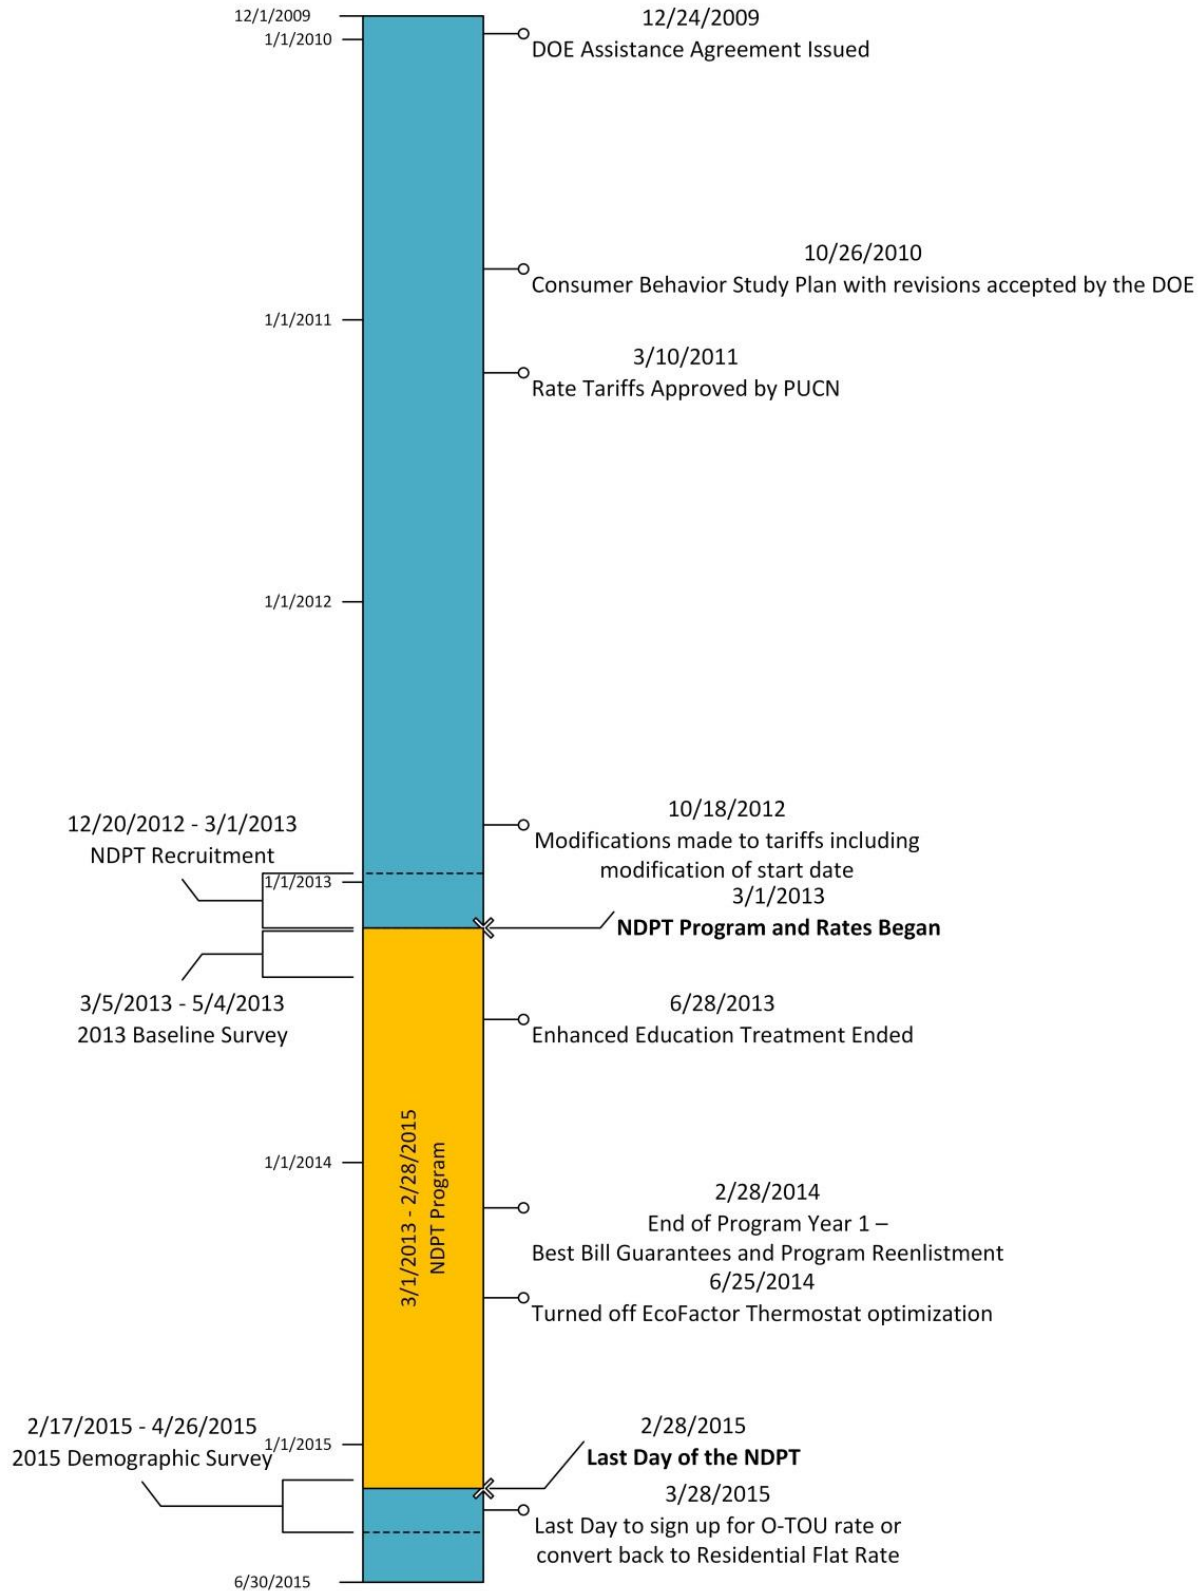 12/1/2009
12/24/2009
1/1/2010
DOE Assistance Agreement Issued
10/26/2010
Consumer Behavior Study Plan with revisions accepted by the DOE
1/1/2011
3/10/2011
Rate Tariffs Approved by PUCN
1/1/2012
10/18/2012
Modifications made to tariffs including
modification of start date
12/20/2012 - 3/1/2013
NDPT Recruitment
1/1/2013
3/1/2013
NDPT Program and Rates Began
3/5/2013 - 5/4/2013
2013 Baseline Survey
6/28/2013
Enhanced Education Treatment Ended
3/1/2013 - 2/28/2015
NDPT Program
1/1/2014
2/28/2014
End of Program Year 1 –
Best Bill Guarantees and Program Reenlistment
6/25/2014
Turned off EcoFactor Thermostat optimization
2/17/2015 - 4/26/2015
2015 Demographic Survey
1/1/2015
2/28/2015
Last Day of the NDPT
3/28/2015
Last Day to sign up for O-TOU rate or
convert back to Residential Flat Rate
6/30/2015